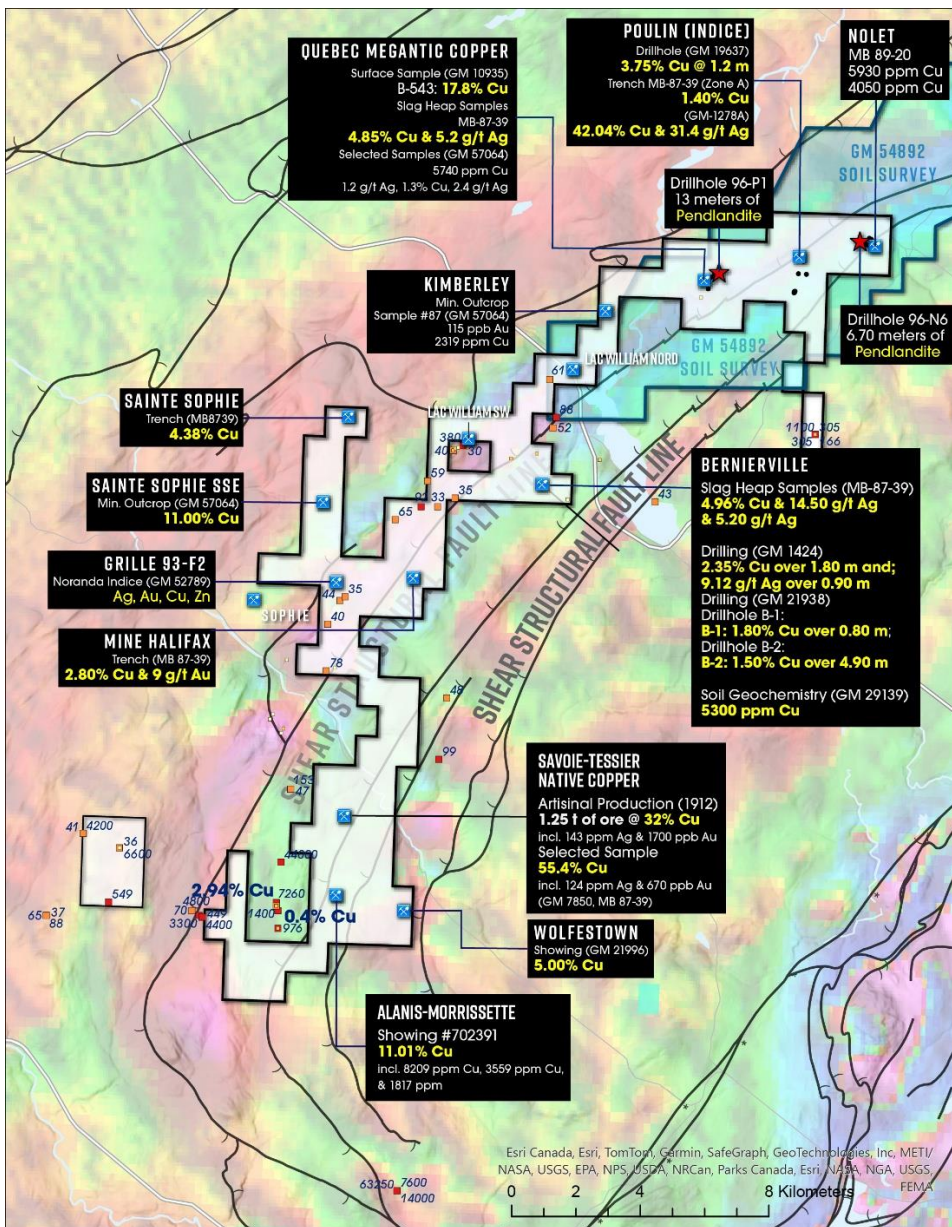 QUEBEC MEGANTIC COPPER
Surface Sample (GM 10935)
B-543: 17.8% Cu
Slag Heap Samples
MB-87-39
4.85% Cu & 5.2 g/t Ag
Selected Samples (GM 57064)
5740 ppm Cu
1.2 g/t Ag, 1.3% Cu, 2.4 g/t Ag
POULIN (INDICE)
Drillhole (GM 19637)
3.75% Cu @ 1.2 m
Trench MB-87-39 (Zone A)
1.40% Cu
(GM-1278A)
42.04% Cu & 31.4 g/t Ag
NOLET
MB 89-20
5930 ppm Cu
4050 ppm Cu
GM 54892
SOIL SURVEY
Drillhole 96-P1
13 meters of
Pendlandite
KIMBERLEY
Min. Outcrop
Sample #87 (GM 57064)
115 ppb Au
2319 ppm Cu
Drillhole 96-N6
6.70 meters of
Pendlandite
GM 54892
SOIL SURVEY
LAC WILLIAM NORD
61
88
52
LAC WILLIAM SW
380
40
30
1100 305
305 66
SAINTE SOPHIE
Trench (MB8739)
4.38% Cu
SAINTE SOPHIE SSE
Min. Outcrop (GM 57064)
11.00% Cu
59
35
33
65
43
BERNIERVILLE
Slag Heap Samples (MB-87-39)
4.96% Cu & 14.50 g/t Ag
& 5.20 g/t Ag
Drilling (GM 1424)
2.35% Cu over 1.80 m and;
9.12 g/t Ag over 0.90 m
Drilling (GM 21938)
Drillhole B-1:
B-1: 1.80% Cu over 0.80 m;
Drillhole B-2:
B-2: 1.50% Cu over 4.90 m
Soil Geochemistry (GM 29139)
5300 ppm Cu
GRILLE 93-F2
Noranda Indice (GM 52789)
Ag, Au, Cu, Zn
SOPHIE
44
35
40
MINE HALIFAX
Trench (MB 87-39)
2.80% Cu & 9 g/t Au
78
48
99
SHEAR STRUCTURAL FAULT LINE
SAVOIE-TESSIER
NATIVE COPPER
Artisinal Production (1912)
1.25 t of ore @ 32% Cu
incl. 143 ppm Ag & 1700 ppb Au
Selected Sample
55.4% Cu
incl. 124 ppm Ag & 670 ppb Au
(GM 7850, MB 87-39)
153
47
41
4200
36
6600
549
44000
2.94% Cu
7260
1400
0.4% Cu
976
4800
70
449
3300
4400
65
37
88
WOLFESTOWN
Showing (GM 21996)
5.00% Cu
ALANIS-MORRISSETTE
Showing #702391
11.01% Cu
incl. 8209 ppm Cu, 3559 ppm Cu,
& 1817 ppm
63250
7600
14000
Esri Canada, Esri, TomTom, Garmin, SafeGraph, GeoTechnologies, Inc, METI/
NASA, USGS, EPA, NPS, USDA, NRCan, Parks Canada, Esri, NASA, NGA, USGS,
FEMA
0 2 4 8 Kilometers